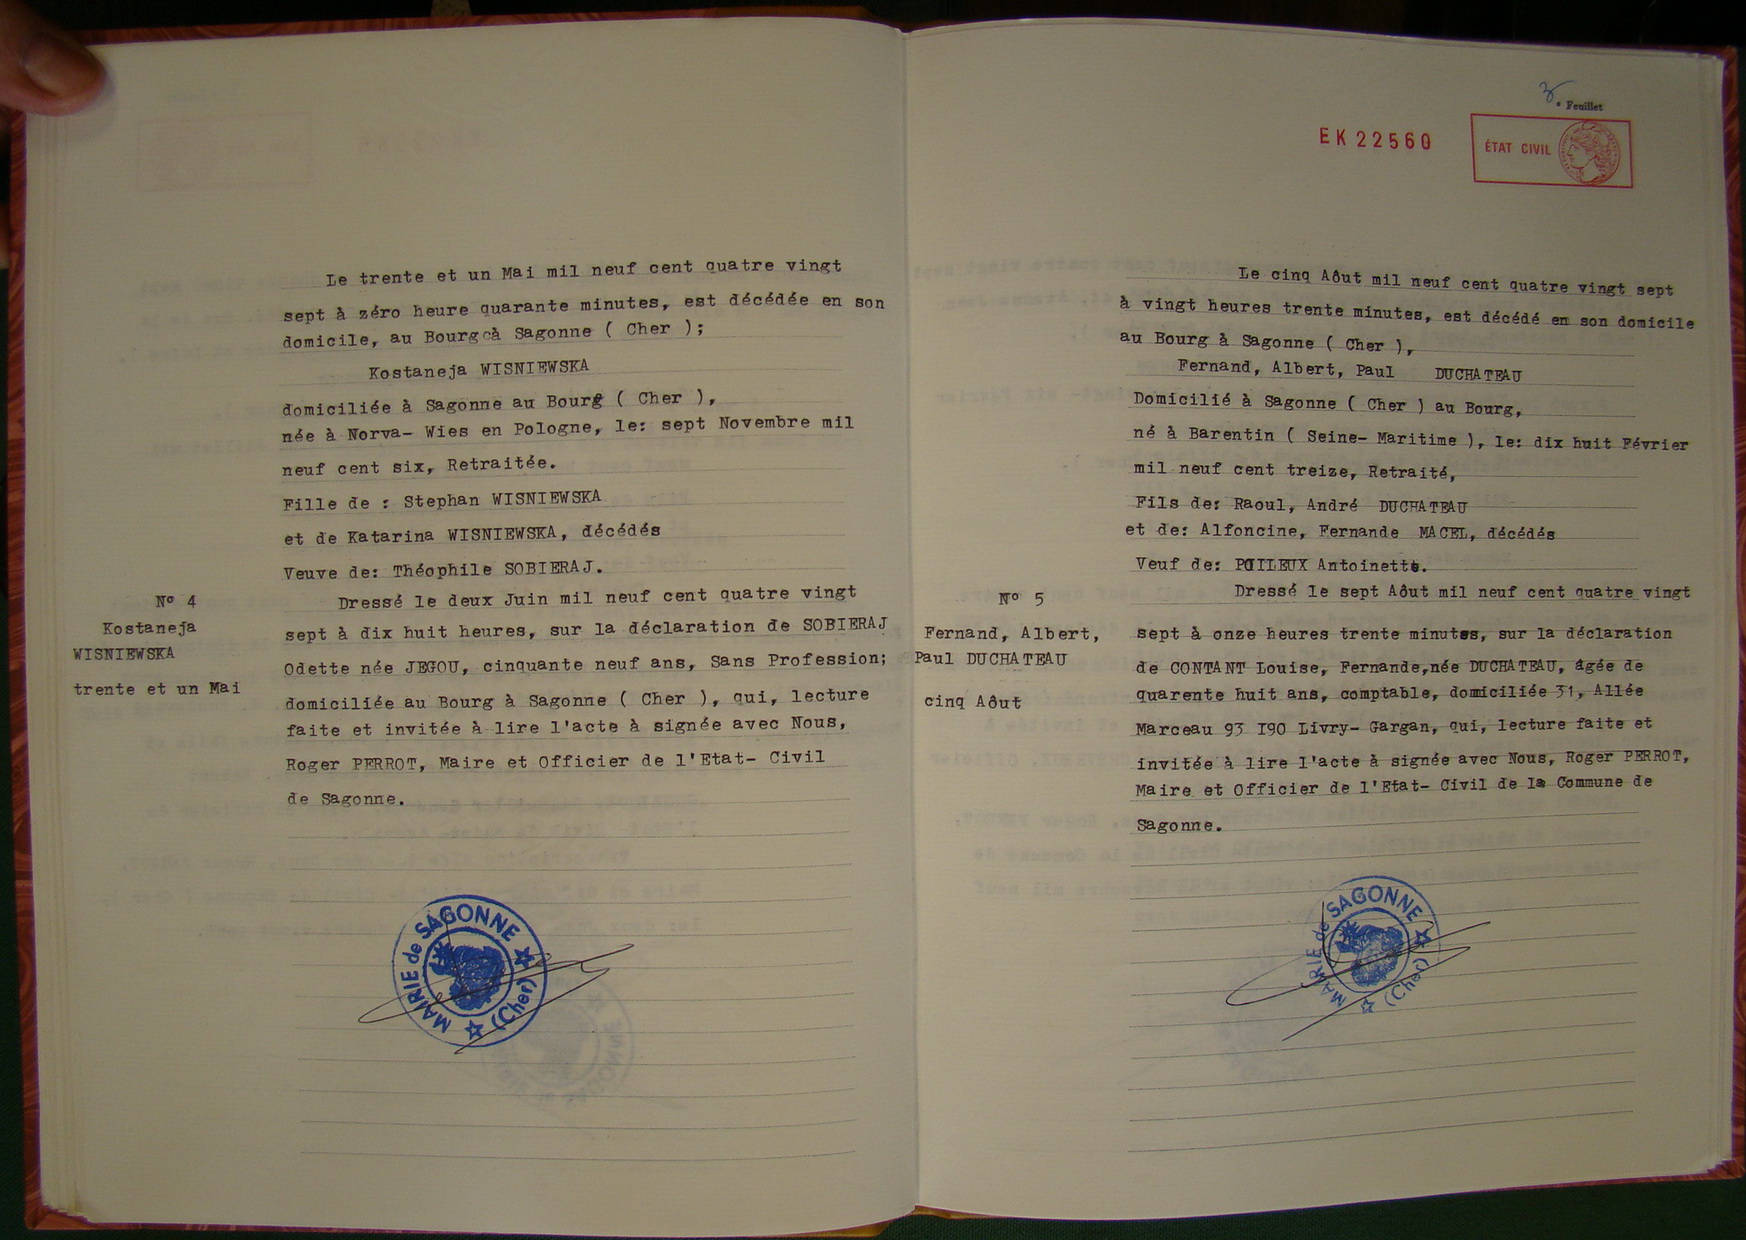 Le trente et un Mai mil neuf cent quatre vingt
sept à zéro heure quarante minutes, est décédée en son
domicile, au Bourg à Sagonne ( Cher );
Kostaneja WISNIEWSKA
domiciliée à Sagonne au Bourg ( Cher ),
née à Norva- Wies en Pologne, le: sept Novembre mil
neuf cent six, Retraitée.
Fille de : Stephan WISNIEWSKA
et de Katarina WISNIEWSKA, décédés
Veuve de: Théophile SOBIERAJ.
N° 4
Kostaneja
WISNIEWSKA
trente et un Mai
Dressé le deux Juin mil neuf cent quatre vingt
sept à dix huit heures, sur la déclaration de SOBIERAJ
Odette née JEGOU, cinquante neuf ans, Sans Profession;
domiciliée au Bourg à Sagonne ( Cher ), qui, lecture
faite et invitée à lire l'acte à signée avec Nous,
Roger PERROT, Maire et Officier de l'Etat- Civil
de Sagonne.
MAIRIE de SAGONNE
(Cher)
3
e Feuillet
EK 22560
ÉTAT CIVIL
Le cinq Aôut mil neuf cent quatre vingt sept
à vingt heures trente minutes, est décédé en son domicile
au Bourg à Sagonne ( Cher ),
Fernand, Albert, Paul DUCHATEAU
Domicilié à Sagonne ( Cher ) au Bourg,
né à Barentin ( Seine- Maritime ), le: dix huit Février
mil neuf cent treize, Retraité,
Fils de: Raoul, André DUCHATEAU
et de: Alfoncine, Fernande MACEL, décédés
Veuf de: POILEUX Antoinette.
N° 5
Fernand, Albert,
Paul DUCHATEAU
cinq Aôut
Dressé le sept Aôut mil neuf cent quatre vingt
sept à onze heures trente minutes, sur la déclaration
de CONTANT Louise, Fernande,née DUCHATEAU, âgée de
quarente huit ans, comptable, domiciliée 31, Allée
Marceau 93 I90 Livry- Gargan, qui, lecture faite et
invitée à lire l'acte à signée avec Nous, Roger PERROT,
Maire et Officier de l'Etat- Civil de la Commune de
Sagonne.
MAIRIE de SAGONNE
(Cher)